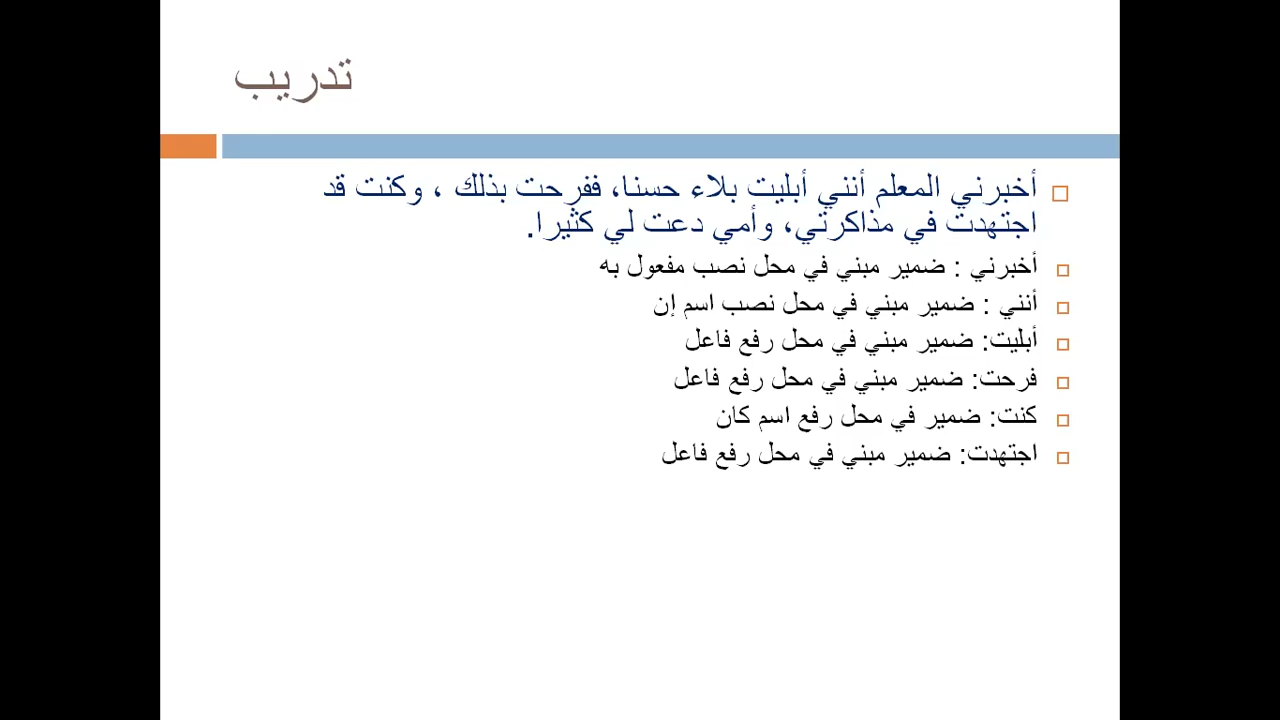 تدريب
أخبرني المعلم أنني أبليت بلاء حسنا، ففرحت بذلك ، وكنت قد
اجتهدت في مذاكرتي، وأمي دعت لي كثيرا.
أخبرني : ضمير مبني في محل نصب مفعول به
أنني : ضمير مبني في محل نصب اسم إن
أبليت: ضمير مبني في محل رفع فاعل
فرحت: ضمير مبني في محل رفع فاعل
كنت: ضمير في محل رفع اسم كان
اجتهدت: ضمير مبني في محل رفع فاعل